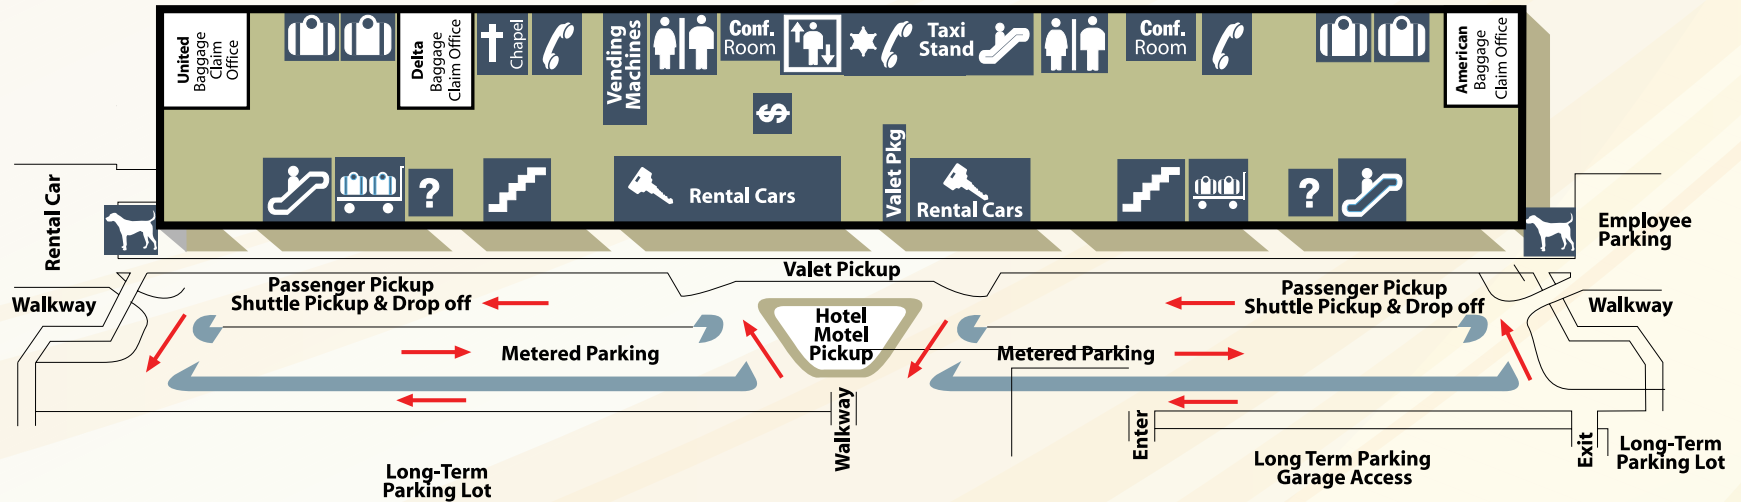 United
Baggage
Claim
Office
Delta
Baggage
Claim Office
Chapel
Vending
Machines
Conf.
Room
Taxi
Stand
Conf.
Room
American
Baggage
Claim Office
$
?
Rental Cars
Valet Pkg
Rental Cars
?
Rental Car
Employee
Parking
Valet Pickup
Walkway
Passenger Pickup
Shuttle Pickup & Drop off
Hotel
Motel
Pickup
Passenger Pickup
Shuttle Pickup & Drop off
Walkway
Metered Parking
Metered Parking
Walkway
Enter
Exit
Long-Term
Parking Lot
Long Term Parking
Garage Access
Long-Term
Parking Lot